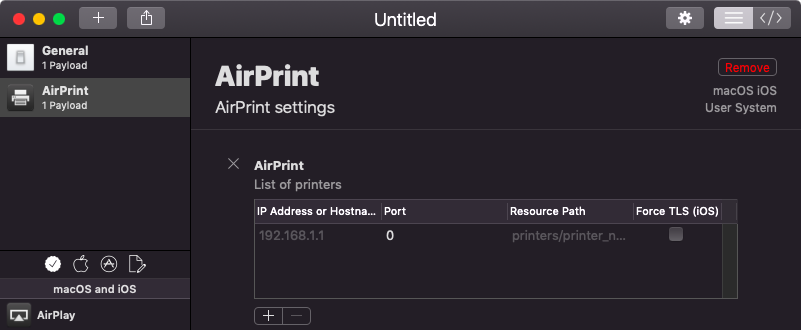 Untitled
General
1 Payload
AirPrint
1 Payload
AirPrint
AirPrint settings
Remove
macOS iOS
User System
AirPrint
List of printers
IP Address or Hostna... Port Resource Path Force TLS (iOS)
192.168.1.1 0 printers/printer_n...
macOS and iOS
AirPlay